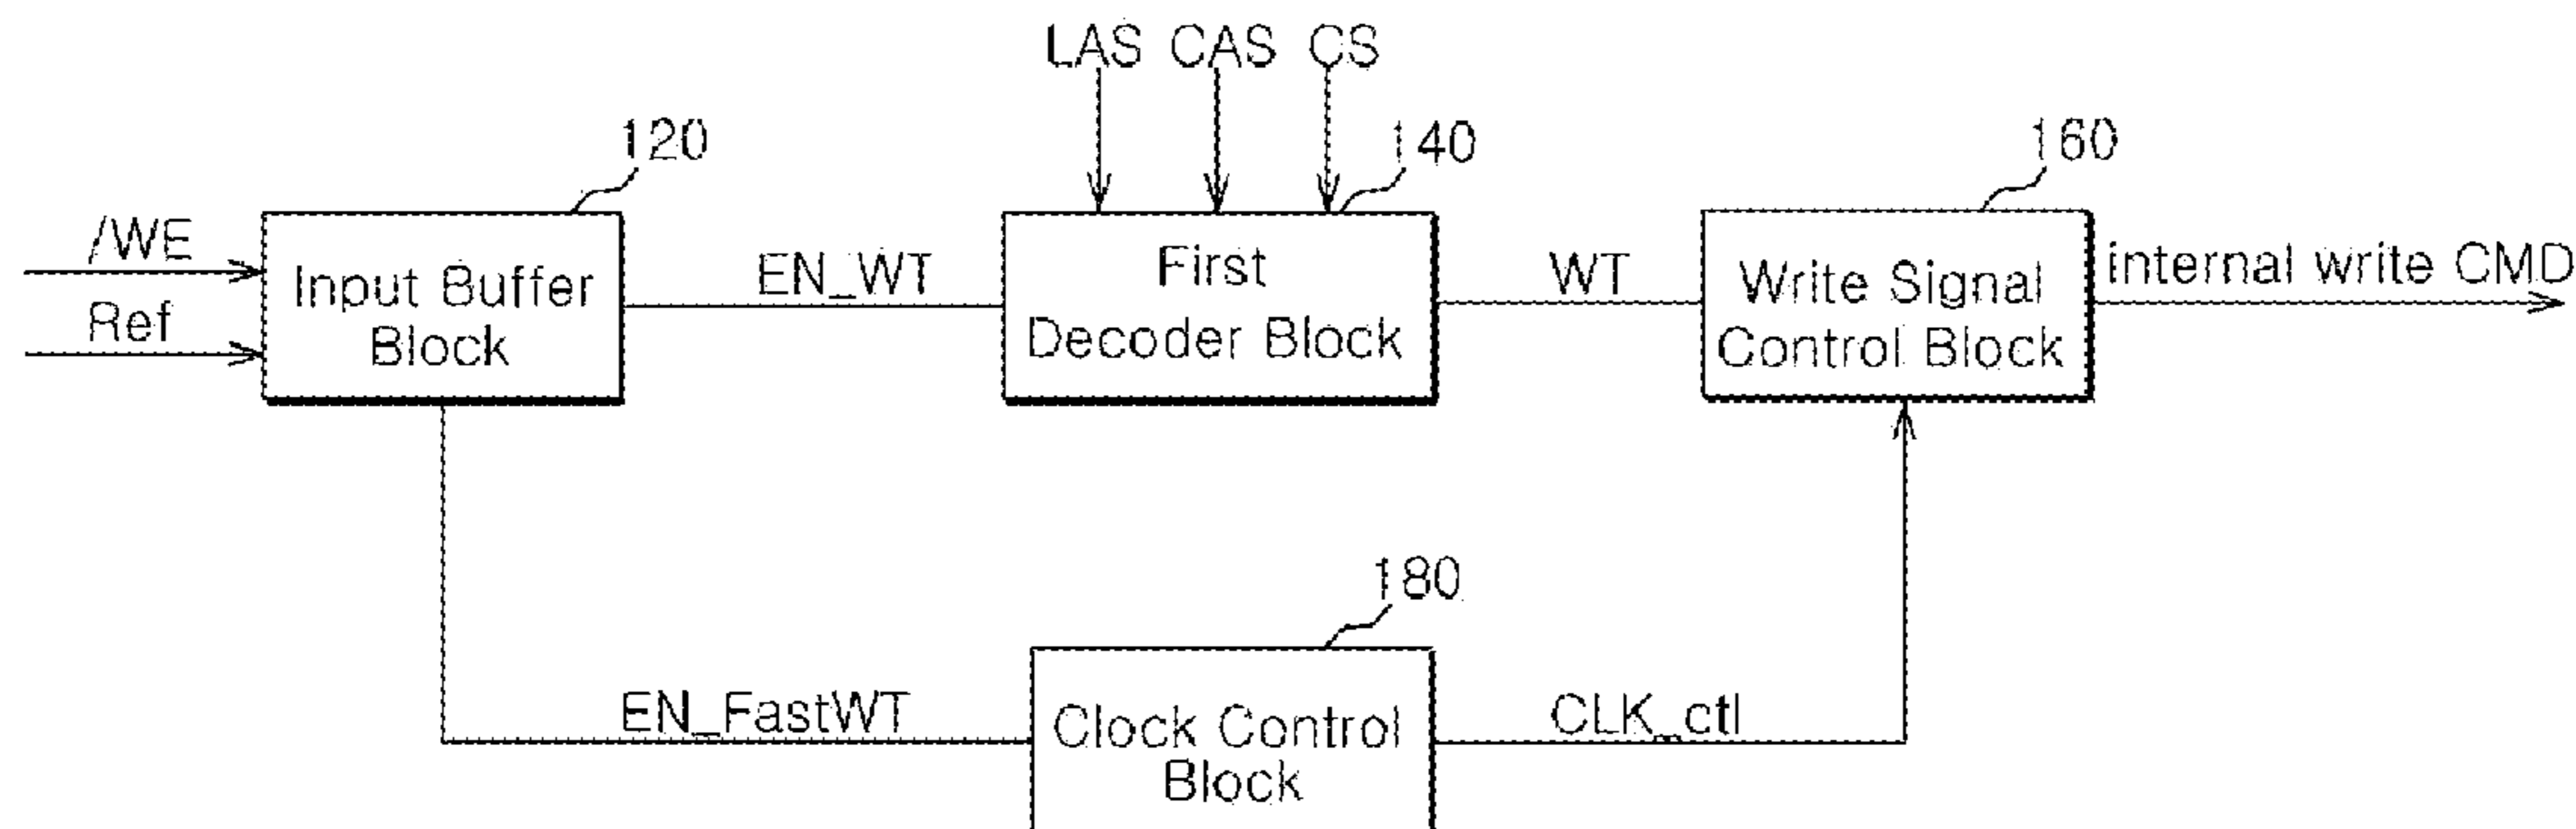 LAS CAS CS
120
140
160
/WE
Ref
Input Buffer
Block
EN_WT
First
Decoder Block
WT
Write Signal
Control Block
internal write CMD
180
EN_FastWT
Clock Control
Block
CLK_ctl